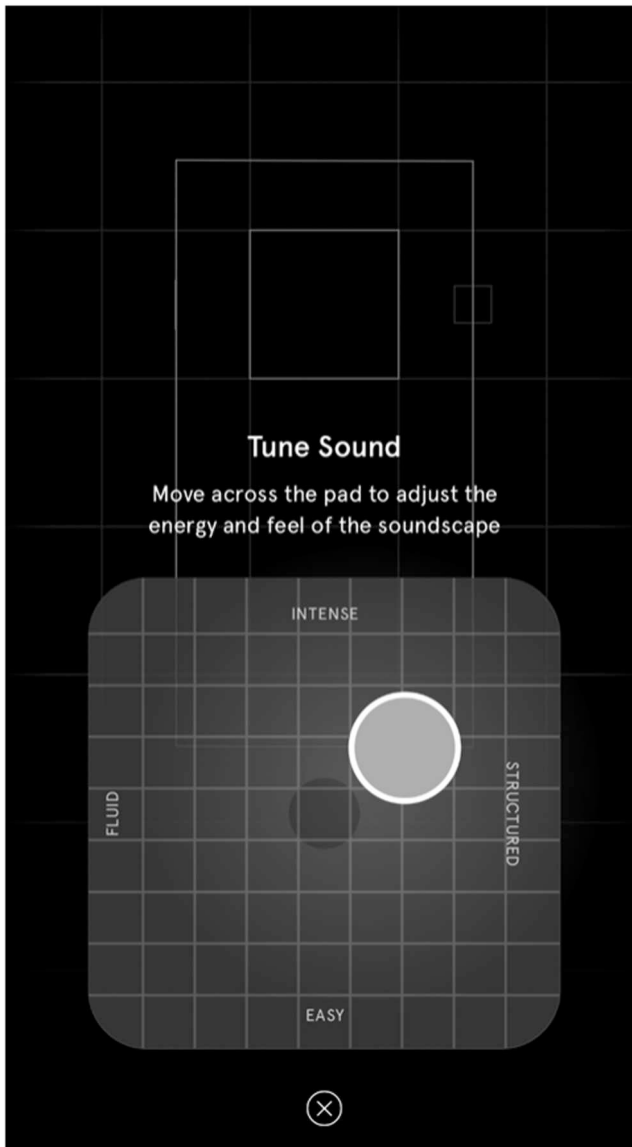 Tune Sound
Move across the pad to adjust the
energy and feel of the soundscape
INTENSE
FLUID
STRUCTURED
EASY